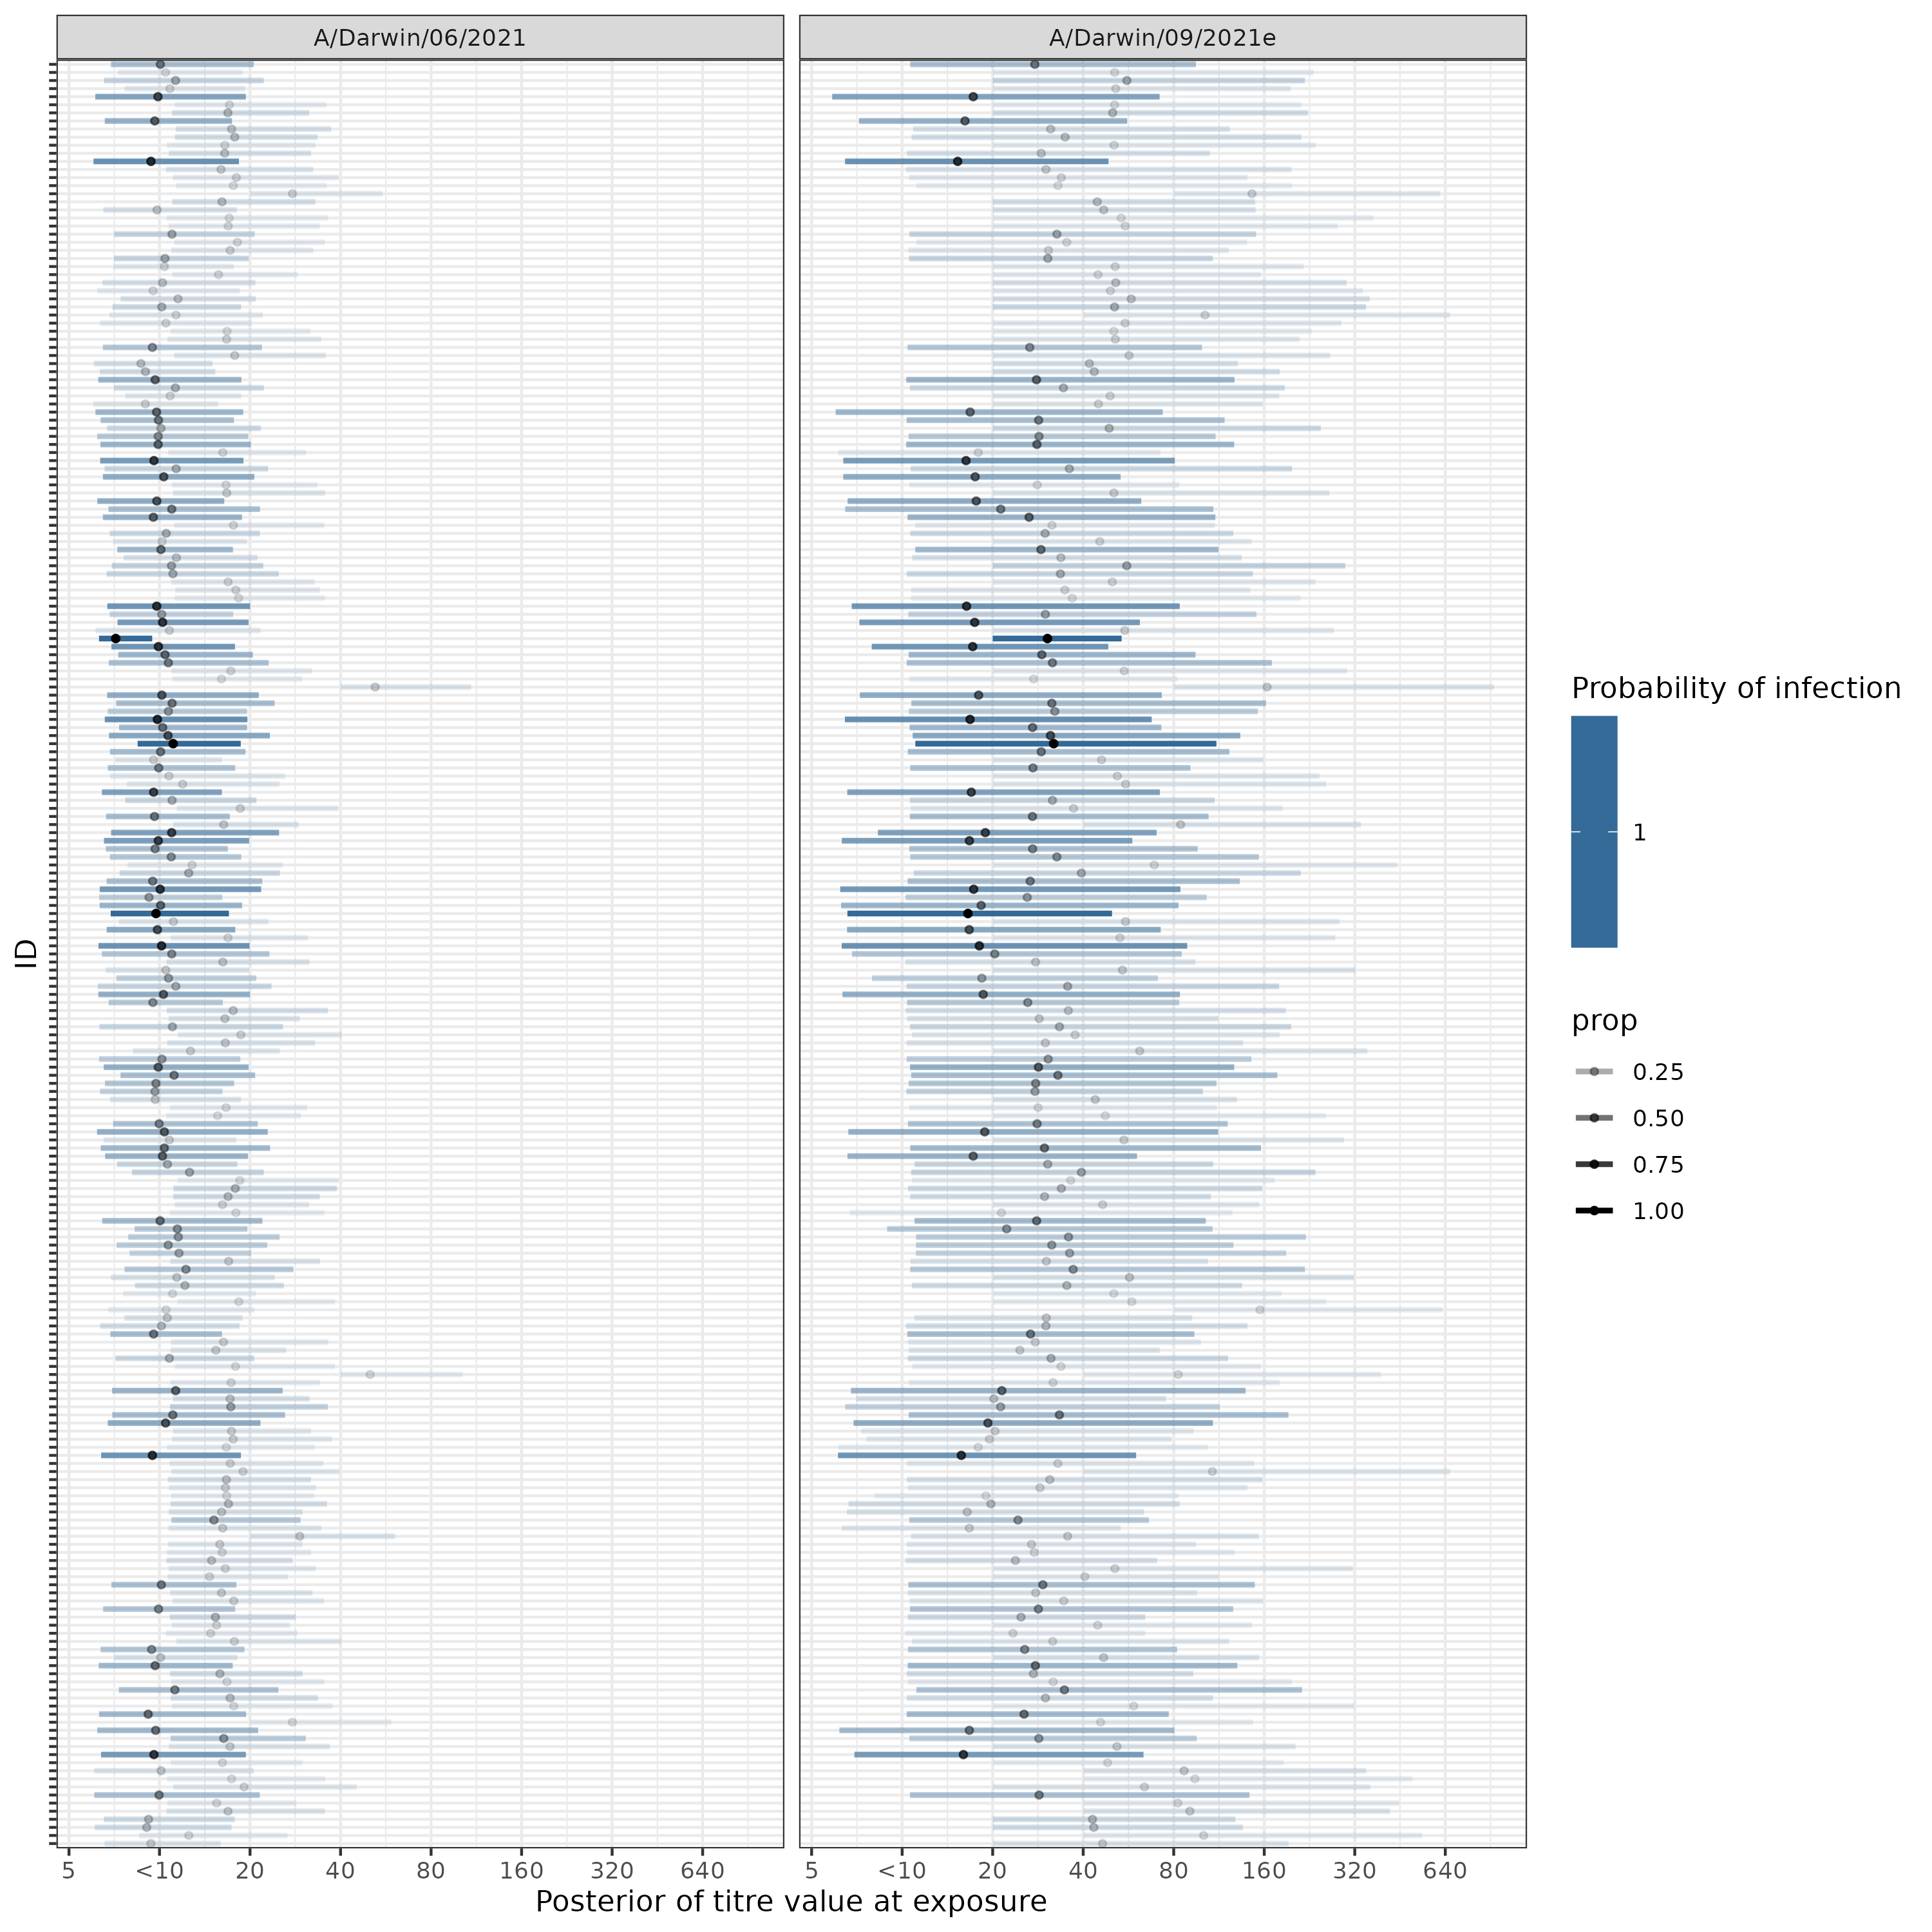 A/Darwin/06/2021
A/Darwin/09/2021e
ID
5 <10 20 40 80 160 320 640
5 <10 20 40 80 160 320 640
Posterior of titre value at exposure
Probability of infection
1
prop
0.25
0.50
0.75
1.00